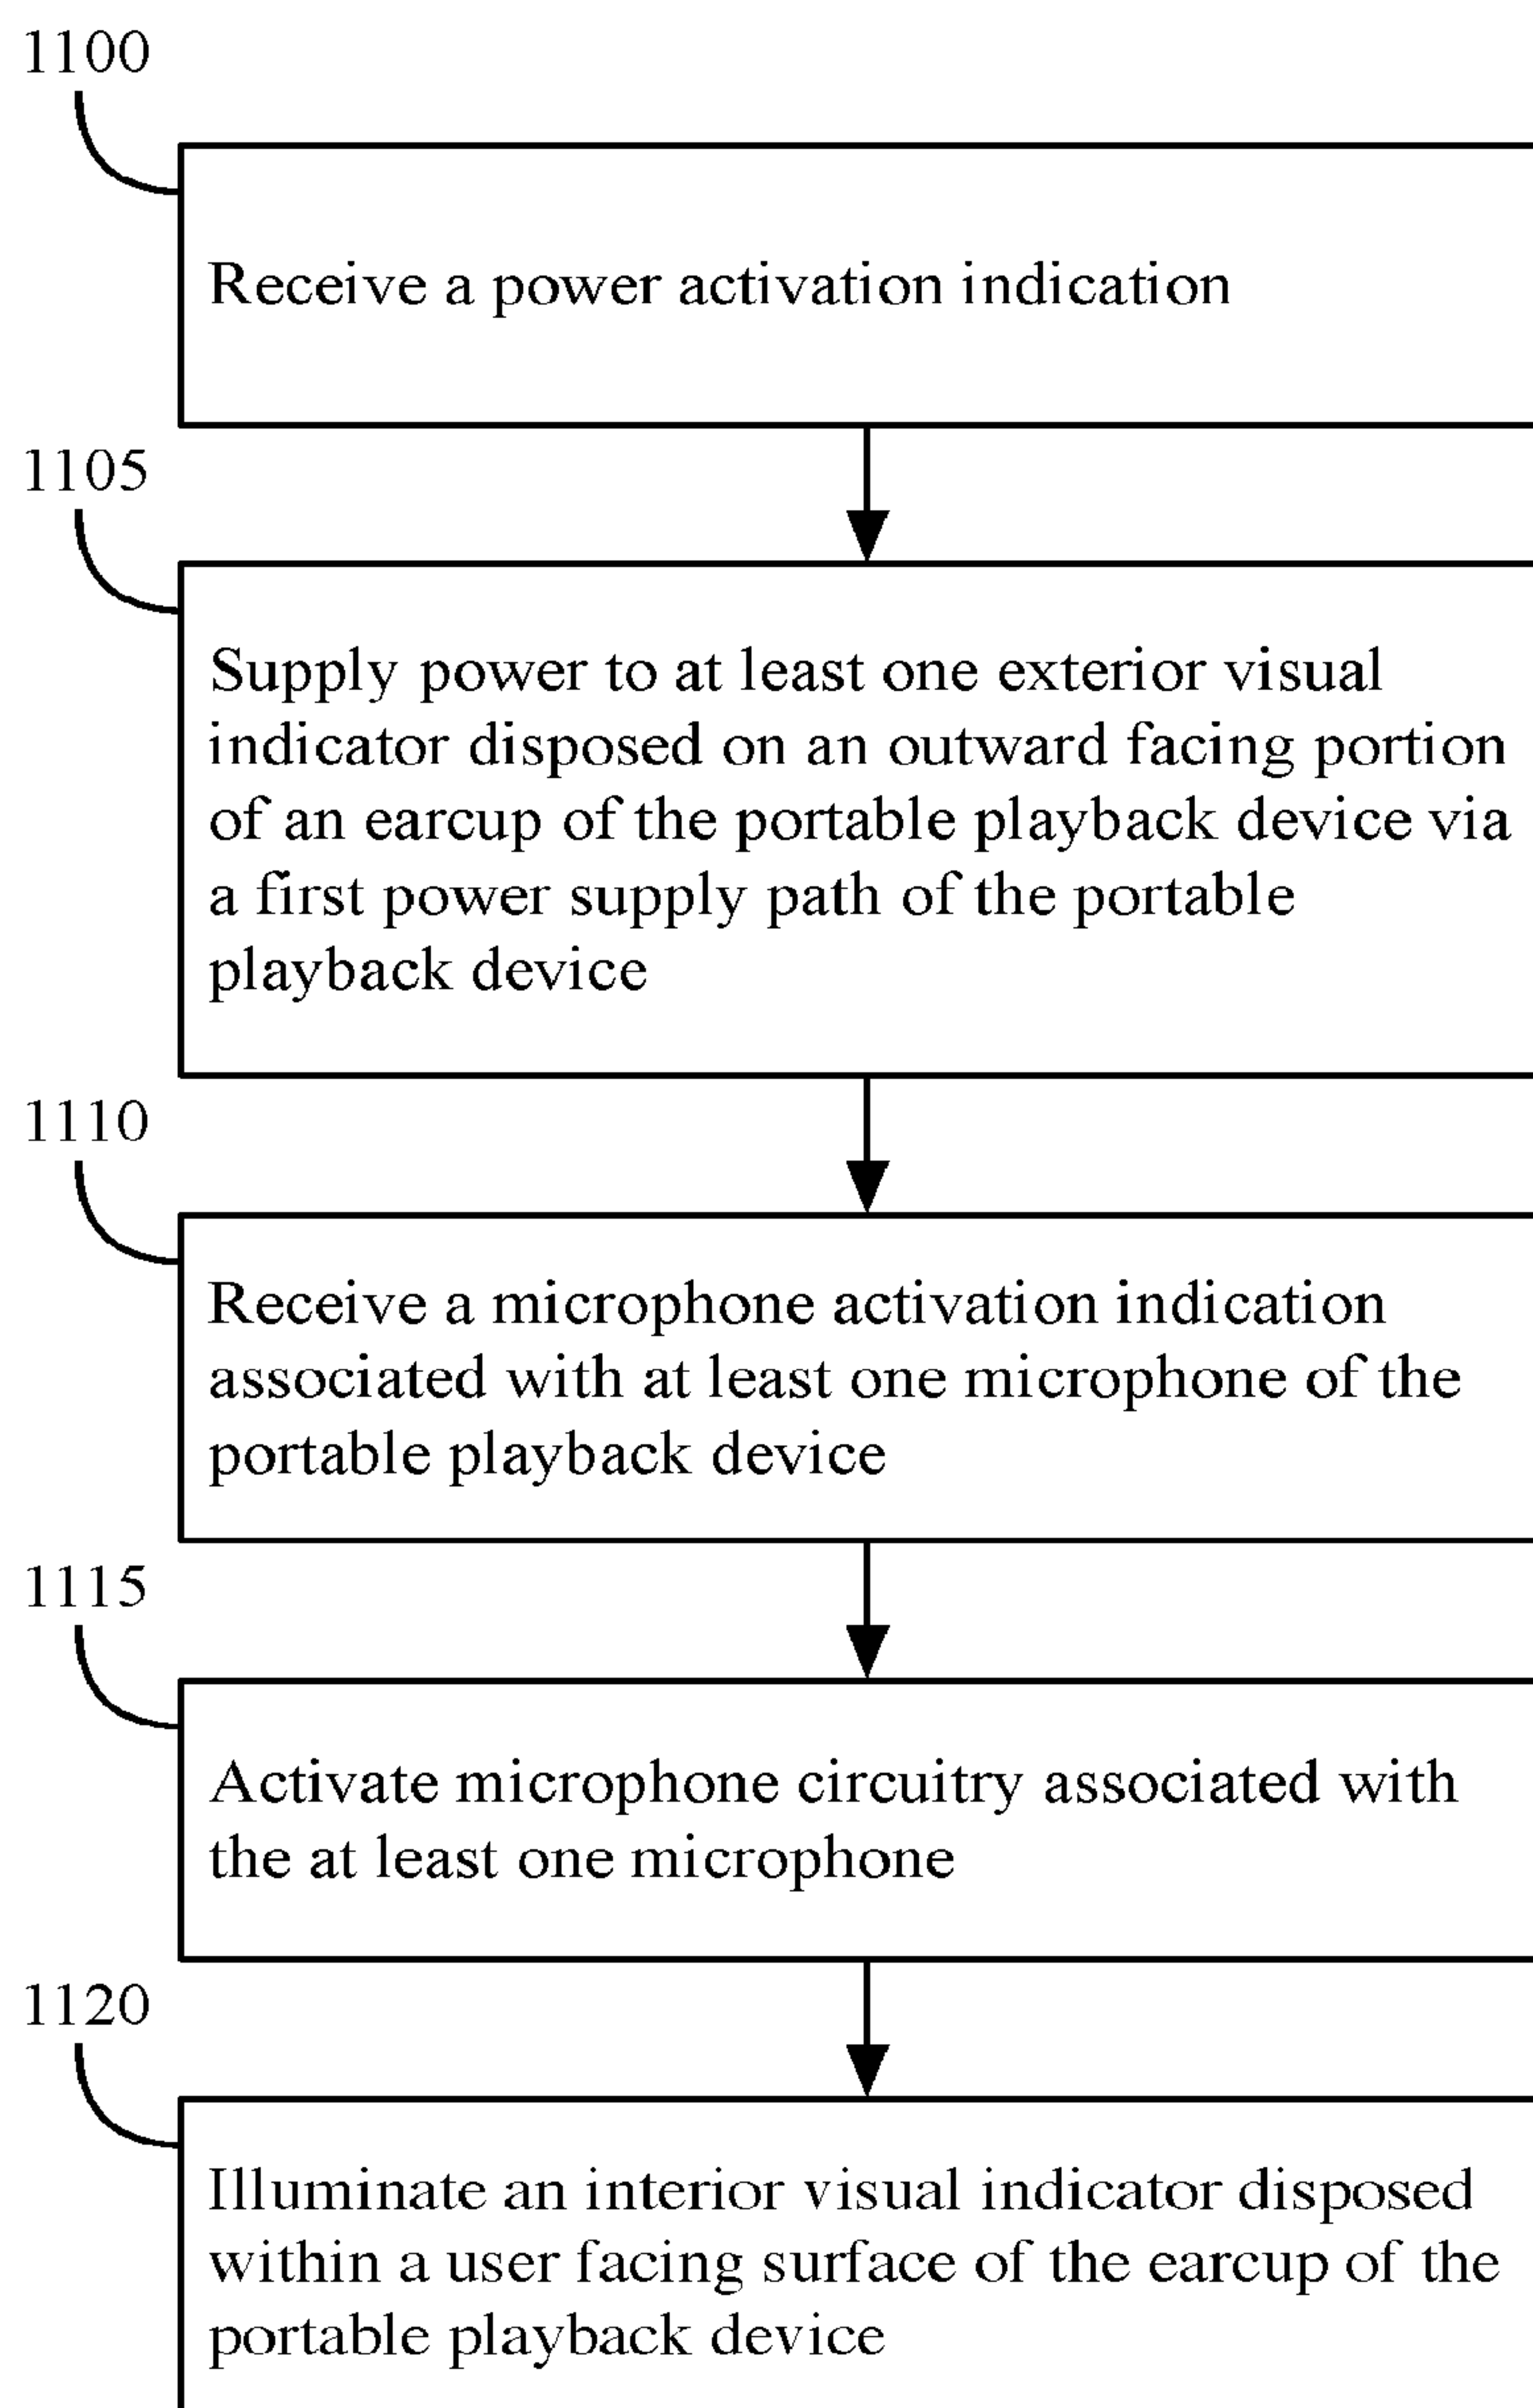 1100
Receive a power activation indication
1105
Supply power to at least one exterior visual
indicator disposed on an outward facing portion
of an earcup of the portable playback device via
a first power supply path of the portable
playback device
1110
Receive a microphone activation indication
associated with at least one microphone of the
portable playback device
1115
Activate microphone circuitry associated with
the at least one microphone
1120
Illuminate an interior visual indicator disposed
within a user facing surface of the earcup of the
portable playback device